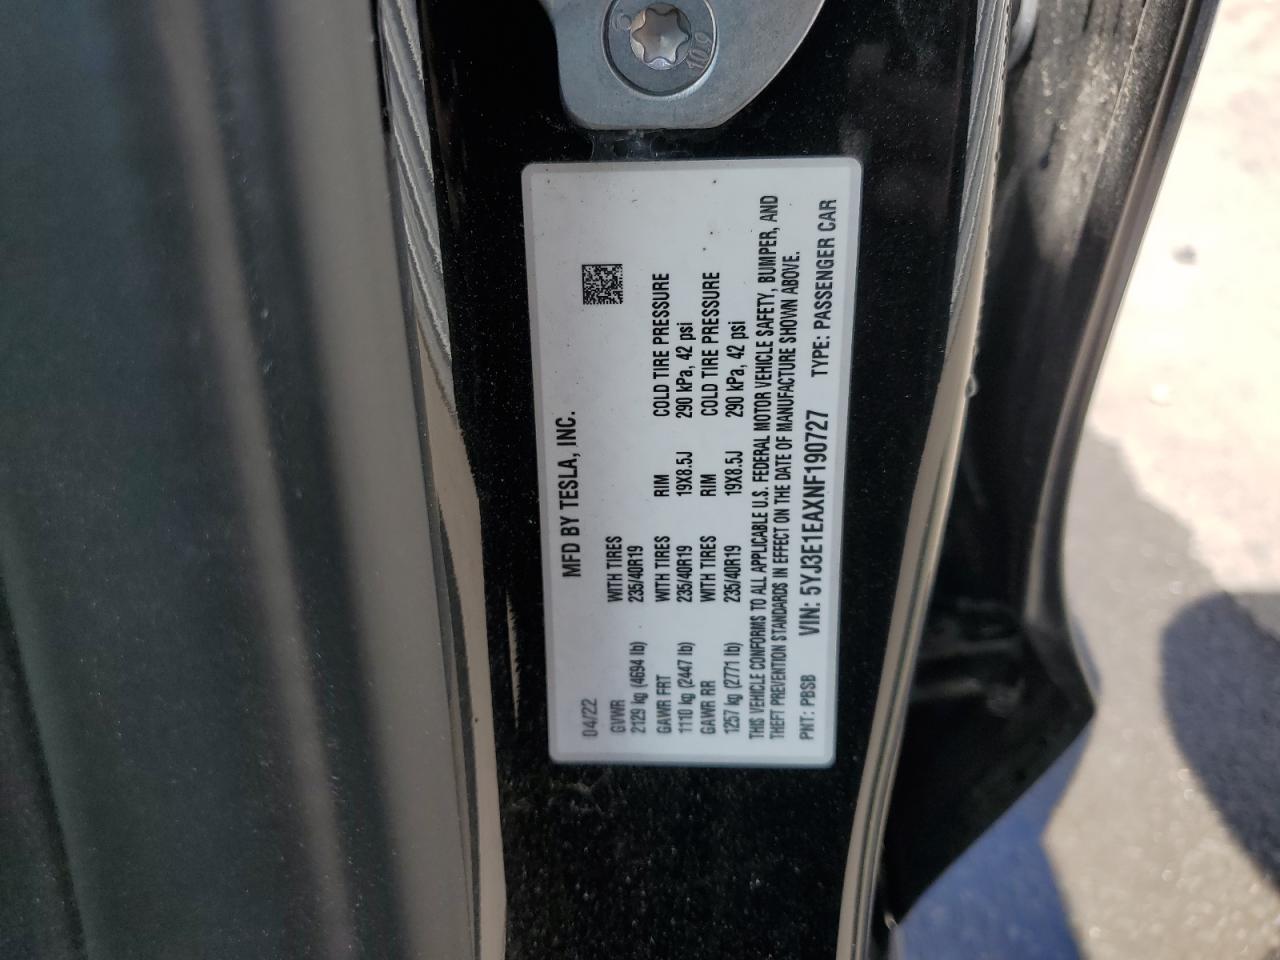 10.9
MFD BY TESLA, INC.
04/22
GVWR WITH TIRES
2129 kg (4694 lb) 235/40R19
GAWR FRT WITH TIRES RIM COLD TIRE PRESSURE
1110 kg (2447 lb) 235/40R19 19X8.5J 290 kPa, 42 psi
GAWR RR WITH TIRES RIM COLD TIRE PRESSURE
1257 kg (2771 lb) 235/40R19 19X8.5J 290 kPa, 42 psi
THIS VEHICLE CONFORMS TO ALL APPLICABLE U.S. FEDERAL MOTOR VEHICLE SAFETY, BUMPER, AND
THEFT PREVENTION STANDARDS IN EFFECT ON THE DATE OF MANUFACTURE SHOWN ABOVE.
PNT: PBSB VIN: 5YJ3E1EAXNF190727 TYPE: PASSENGER CAR